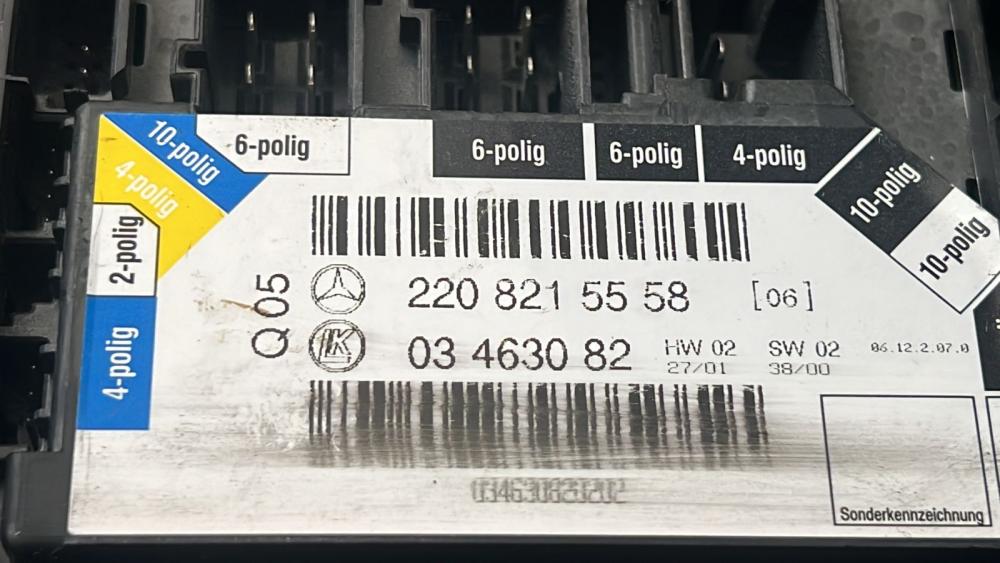 10-polig
6-polig
6-polig
6-polig
4-polig
10-polig
10-polig
4-polig
2-polig
4-polig
Q 05
220 821 55 58 [06]
LK
03 4630 82
HW 02 SW 02 06.12.2.07.0
27/01 38/00
Sonderkennzeichnung